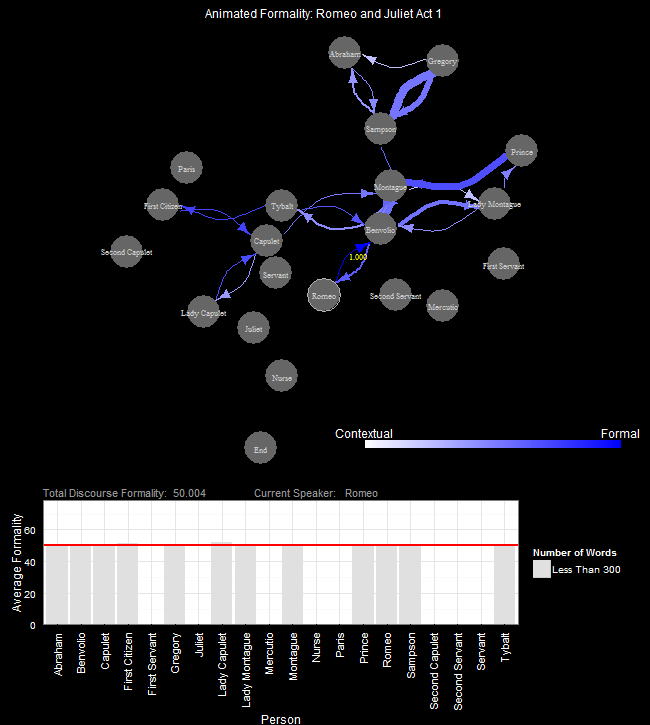 Animated Formality: Romeo and Juliet Act 1
Abraham
Gregory
Sampson
Prince
Paris
Montague
First Citizen
Tybalt
Lady Montague
Benvolio
Capulet
Second Capulet
1.000
First Servant
Servant
Romeo
Second Servant
Lady Capulet
Mercutio
Juliet
Nurse
End
Contextual Formal
Total Discourse Formality: 50.004 Current Speaker: Romeo
Average Formality
60
40
20
0
Number of Words
Less Than 300
Abraham
Benvolio
Capulet
First Citizen
First Servant
Gregory
Juliet
Lady Capulet
Lady Montague
Mercutio
Montague
Nurse
Paris
Prince
Romeo
Sampson
Second Capulet
Second Servant
Servant
Tybalt
Person